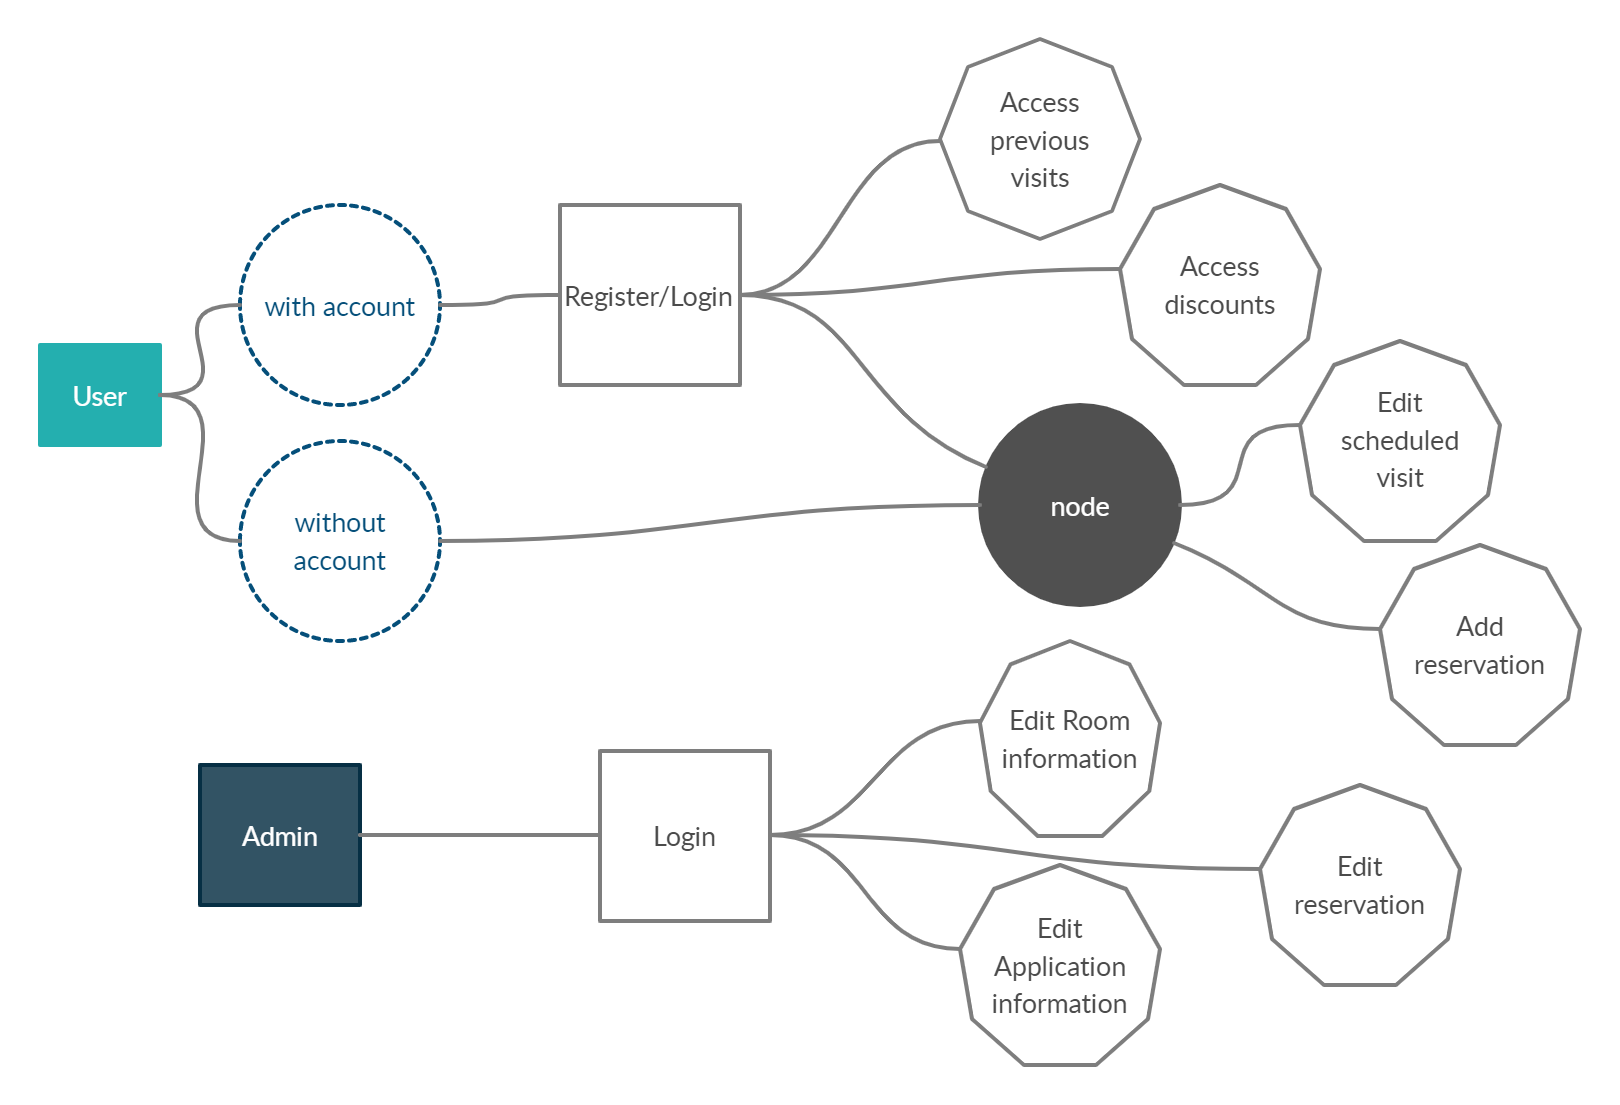 Access
previous
visits
Access
discounts
with account
Register/Login
User
Edit
scheduled
visit
without
account
node
Add
reservation
Edit Room
information
Admin
Login
Edit
reservation
Edit
Application
information